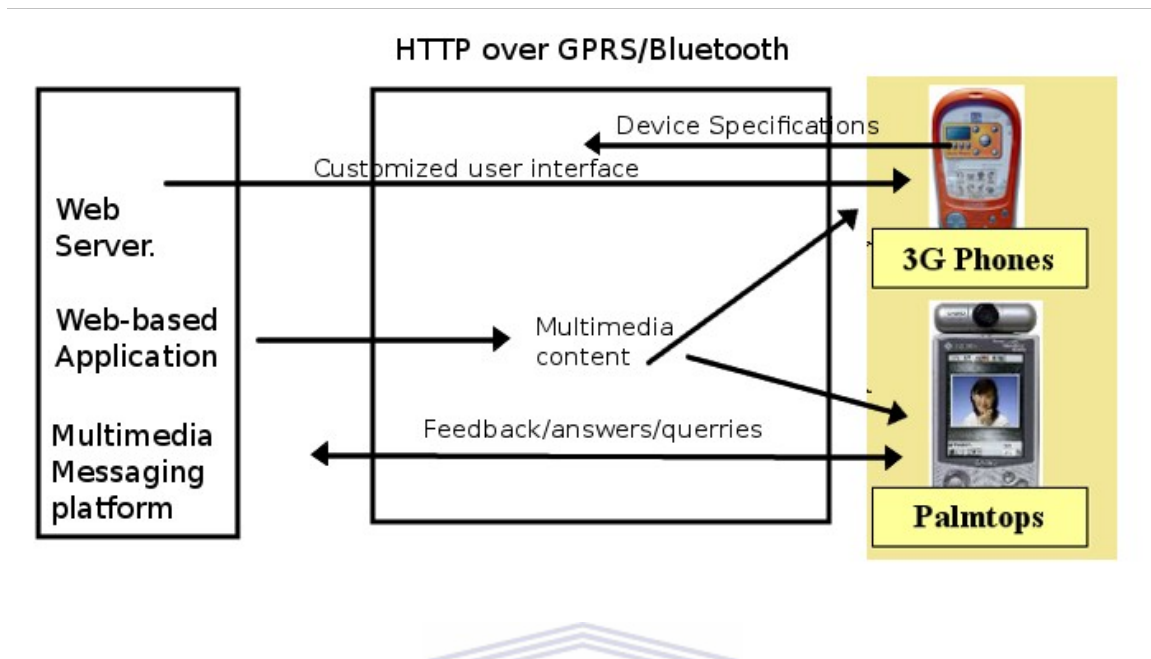 HTTP over GPRS/Bluetooth
Device Specifications
Customized user interface
Web
Server.
Web-based
Application
Multimedia
Messaging
platform
Multimedia
content
Feedback/answers/querries
3G Phones
Palmtops